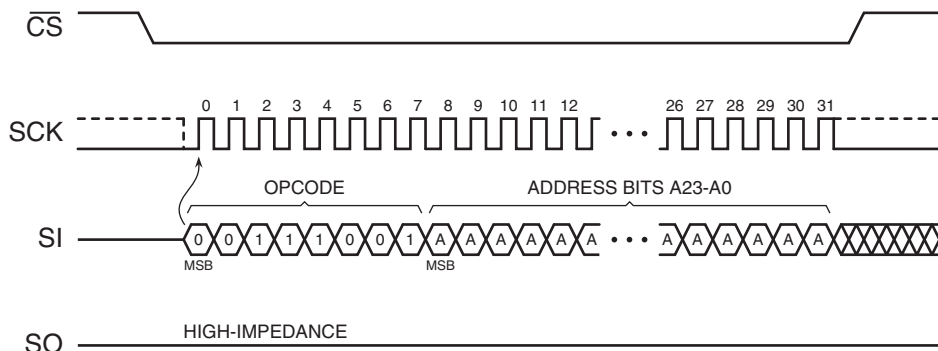 CS
0 1 2 3 4 5 6 7 8 9 10 11 12 26 27 28 29 30 31
SCK
OPCODE ADDRESS BITS A23-A0
SI 0 0 1 1 1 0 0 1 A A A A A A A A A A A A
MSB MSB
HIGH-IMPEDANCE
SO